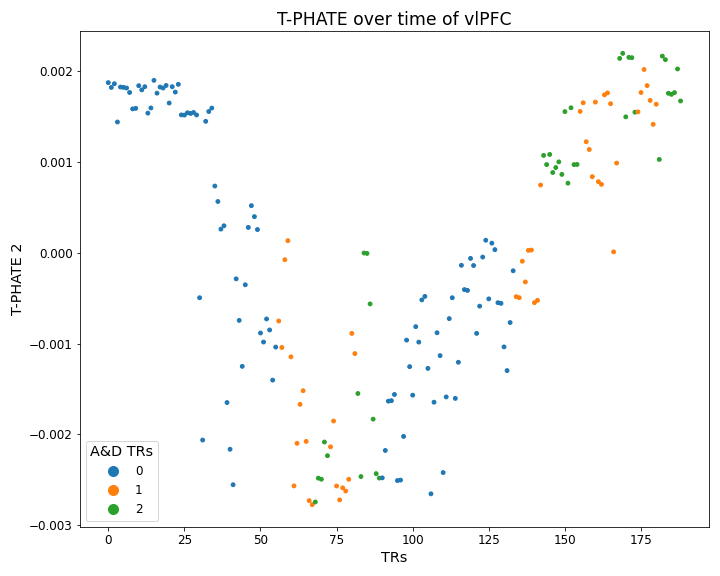 T-PHATE over time of vlPFC
T-PHATE 2
0.002
0.001
0.000
−0.001
−0.002
−0.003
A&D TRs
0
1
2
0 25 50 75 100 125 150 175
TRs